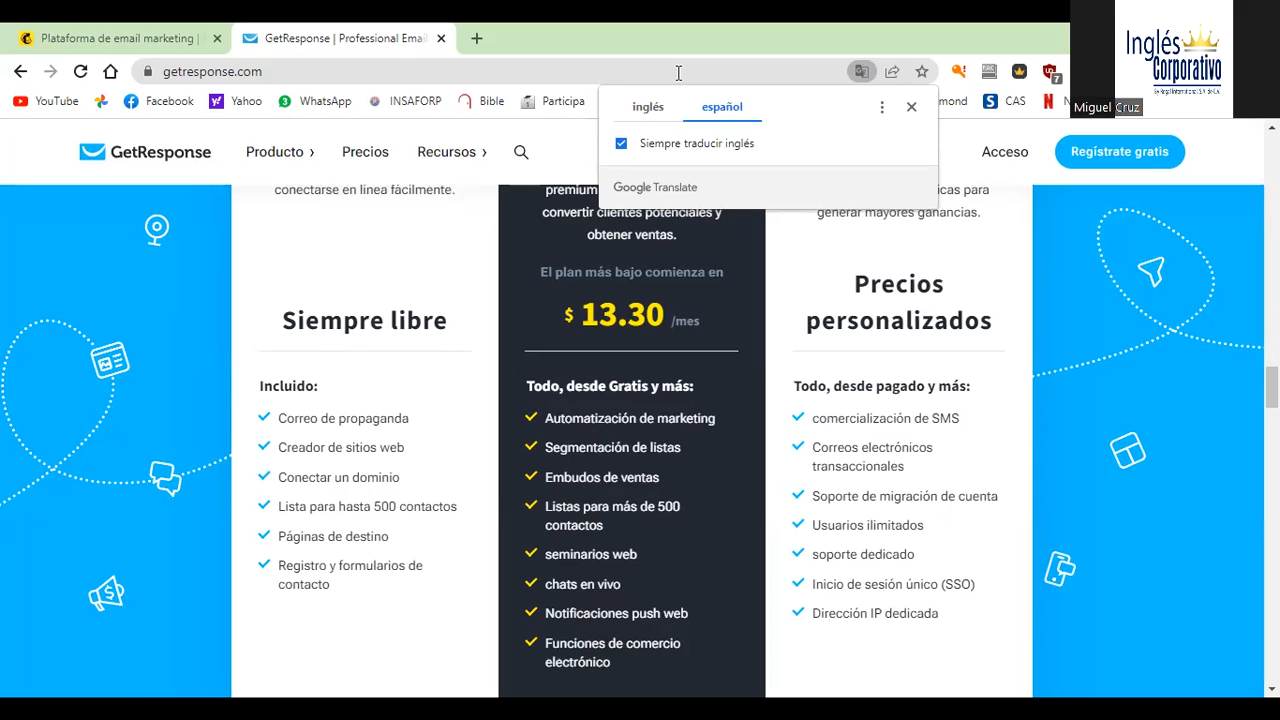 Plataforma de email marketing |
GetResponse | Professional Emai
getresponse.com
7
YouTube
Facebook
Yahoo
WhatsApp
INSAFORP
Bible
Participa
mond
CAS
Inglés
Corporativo
by Regal International, S.A. de C.V.
Miguel Cruz
inglés
español
Siempre traducir inglés
Google Translate
GetResponse
Producto
Precios
Recursos
Acceso
Regístrate gratis
conectarse en línea fácilmente.
Siempre libre
Incluido:
Correo de propaganda
Creador de sitios web
Conectar un dominio
Lista para hasta 500 contactos
Páginas de destino
Registro y formularios de
contacto
premium
convertir clientes potenciales y
obtener ventas.
El plan más bajo comienza en
$ 13.30 /mes
Todo, desde Gratis y más:
Automatización de marketing
Segmentación de listas
Embudos de ventas
Listas para más de 500
contactos
seminarios web
chats en vivo
Notificaciones push web
Funciones de comercio
electrónico
icas para
generar mayores ganancias.
Precios
personalizados
Todo, desde pagado y más:
comercialización de SMS
Correos electrónicos
transaccionales
Soporte de migración de cuenta
Usuarios ilimitados
soporte dedicado
Inicio de sesión único (SSO)
Dirección IP dedicada